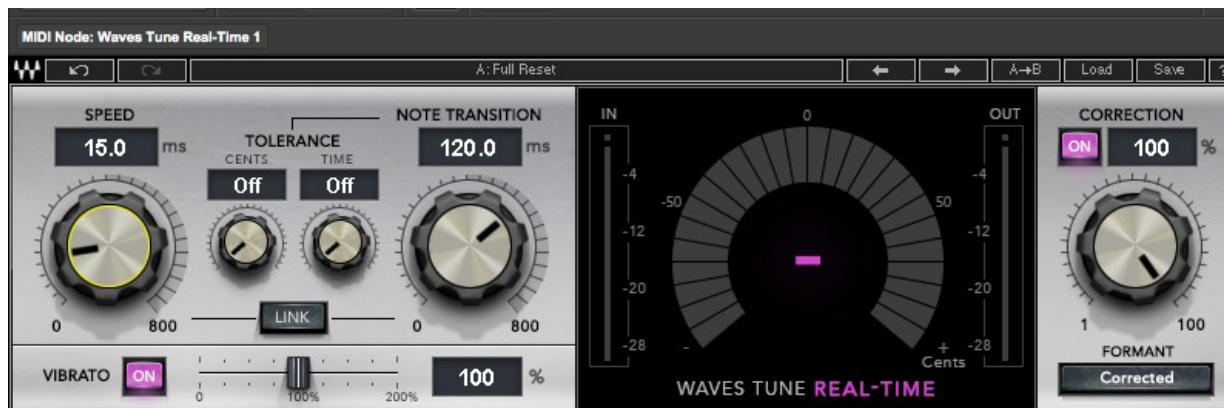 MIDI Node: Waves Tune Real-Time 1
A: Full Reset
A→B
Load
Save
?
SPEED
15.0 ms
0 800
TOLERANCE
CENTS TIME
Off Off
NOTE TRANSITION
120.0 ms
0 800
LINK
VIBRATO ON
0 100% 200%
100 %
IN
-4
-12
-20
-28
0
-50 50
- +
Cents
OUT
-4
-12
-20
-28
WAVES TUNE REAL-TIME
CORRECTION
ON 100 %
1 100
FORMANT
Corrected